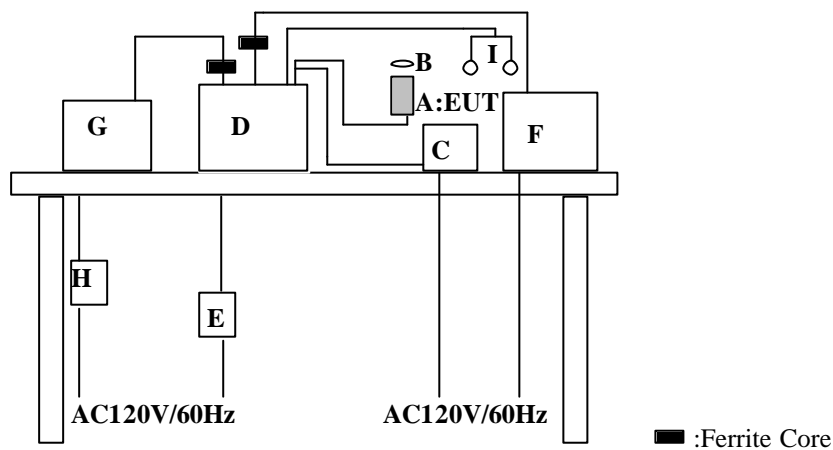 B
I
A:EUT
G
D
C
F
H
E
AC120V/60Hz
AC120V/60Hz
:Ferrite Core